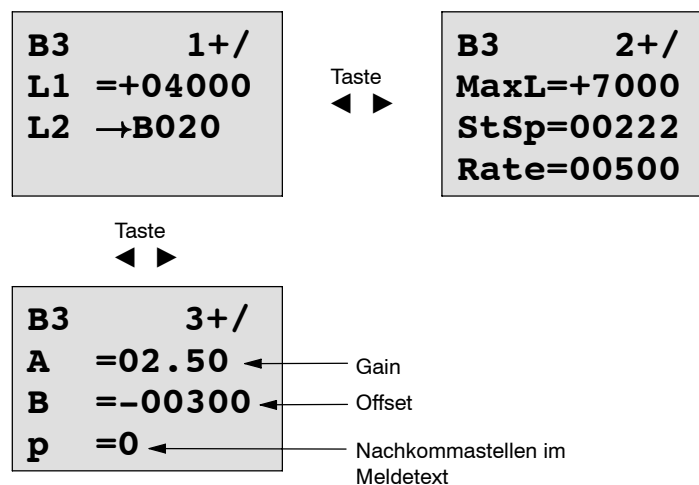 B3 1+/
L1 =+04000
L2 →B020
Taste
◄ ►
B3 2+/
MaxL=+7000
StSp=00222
Rate=00500
Taste
◄ ►
B3 3+/
A =02.50
B =-00300
p =0
Gain
Offset
Nachkommastellen im
Meldetext